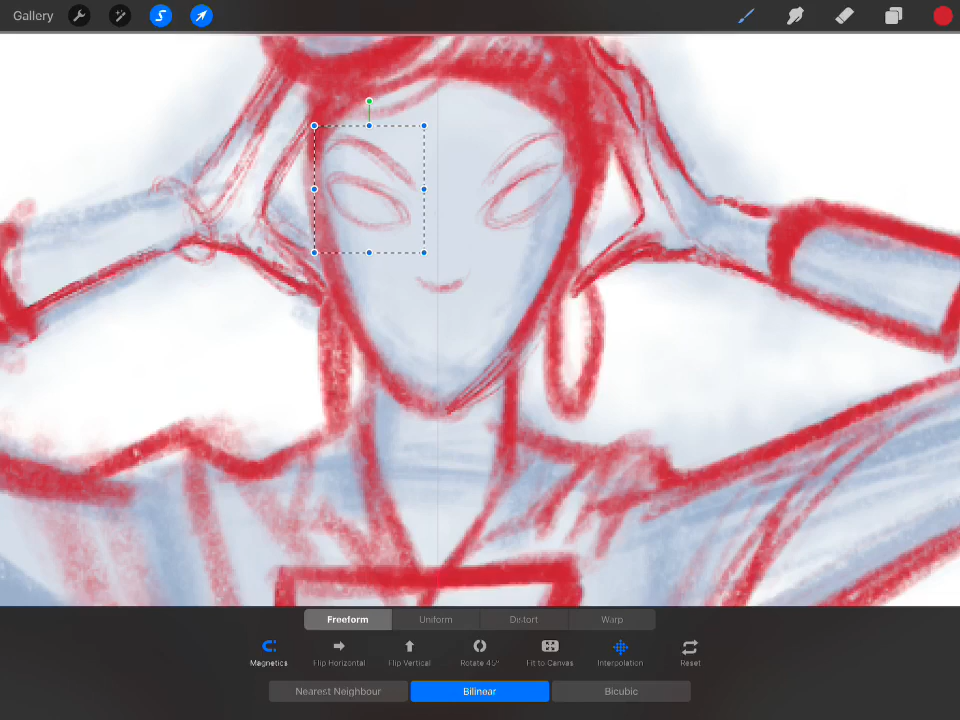 Gallery
Freeform Uniform Distort Warp
Magnetics Flip Horizontal Flip Vertical Rotate 45° Fit to Canvas Interpolation Reset
Nearest Neighbour Bilinear Bicubic